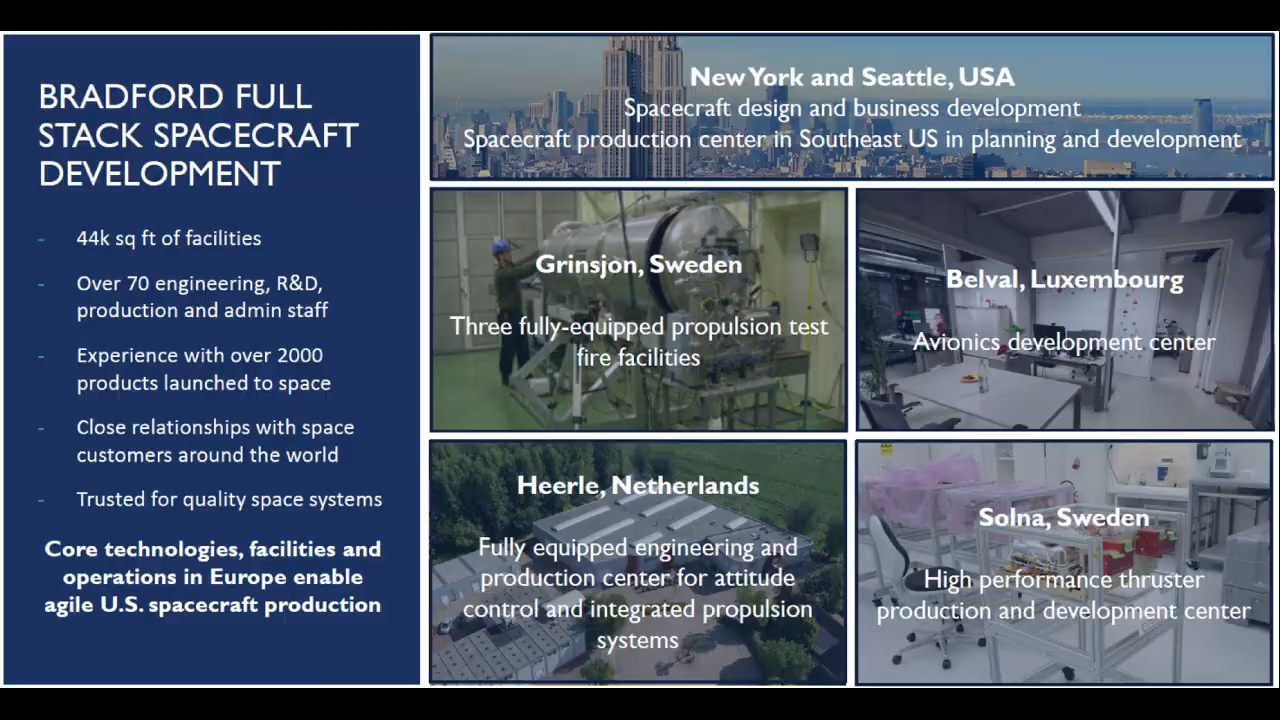 BRADFORD FULL
STACK SPACECRAFT
DEVELOPMENT
- 44k sq ft of facilities
- Over 70 engineering, R&D,
production and admin staff
- Experience with over 2000
products launched to space
- Close relationships with space
customers around the world
- Trusted for quality space systems
Core technologies, facilities and
operations in Europe enable
agile U.S. spacecraft production
New York and Seattle, USA
Spacecraft design and business development
Spacecraft production center in Southeast US in planning and development
Grinsjon, Sweden
Three fully-equipped propulsion test
fire facilities
Belval, Luxembourg
Avionics development center
Heerle, Netherlands
Fully equipped engineering and
production center for attitude
control and integrated propulsion
systems
Solna, Sweden
High performance thruster
production and development center